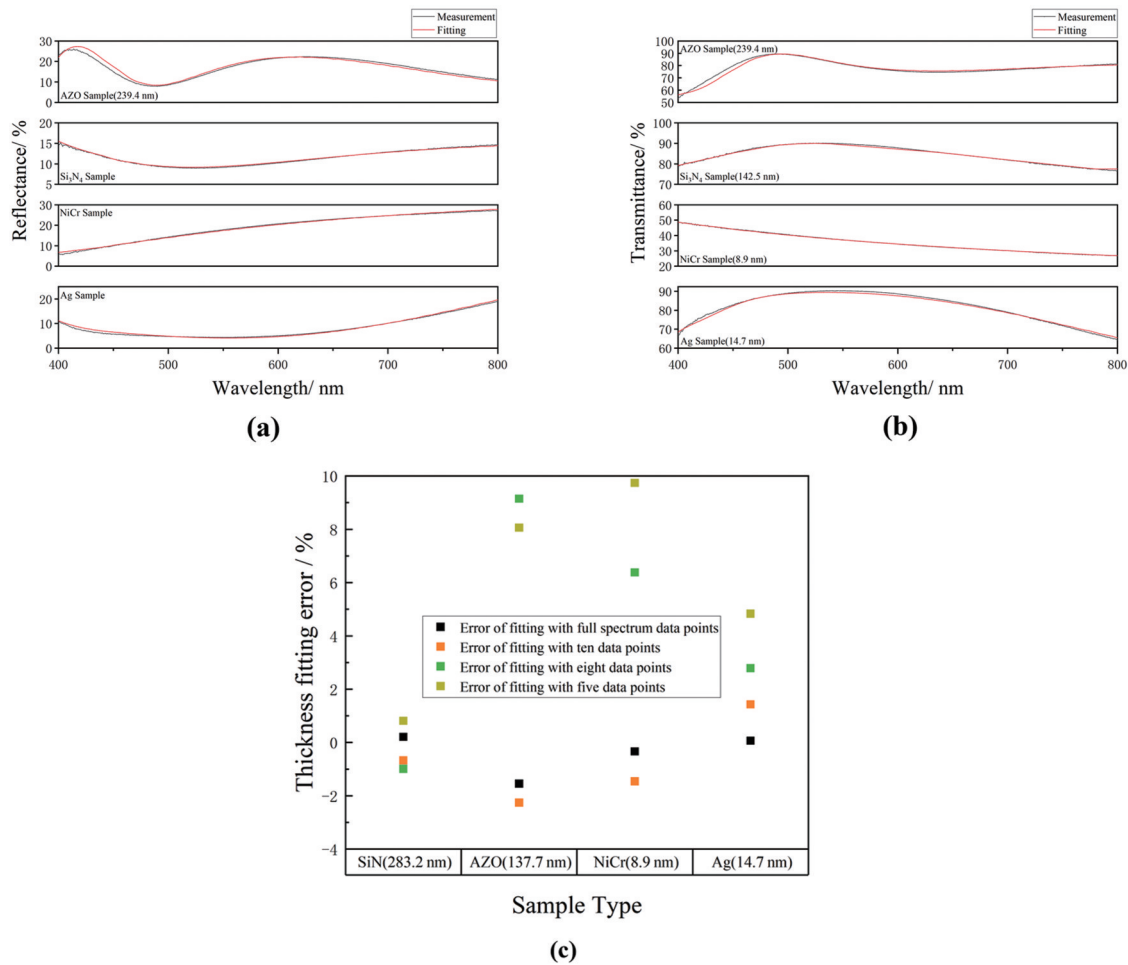 Measurement
Fitting
Reflectance/ %
30
20
10
0
AZO Sample(239.4 nm)
20
15
10
5
Si₃N₄ Sample
30
20
10
0
NiCr Sample
20
10
0
Ag Sample
400 500 600 700 800
Wavelength/ nm
(a)
Measurement
Fitting
Transmittance/ %
AZO Sample(239.4 nm)
100
90
80
70
60
50
100
90
80
70
Si₃N₄ Sample(142.5 nm)
60
50
40
30
20
NiCr Sample(8.9 nm)
90
80
70
60
Ag Sample(14.7 nm)
400 500 600 700 800
Wavelength/ nm
(b)
Thickness fitting error / %
10
8
6
4
2
0
−2
−4
Error of fitting with full spectrum data points
Error of fitting with ten data points
Error of fitting with eight data points
Error of fitting with five data points
SiN(283.2 nm) AZO(137.7 nm) NiCr(8.9 nm) Ag(14.7 nm)
Sample Type
(c)